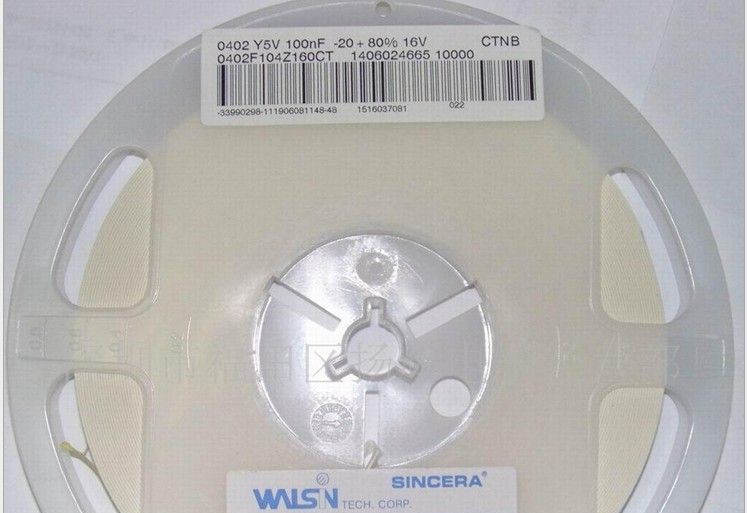 0402 Y5V 100nF -20 + 80% 16V CTNB
0402F104Z160CT 1406024665 10000
-33990298-111906081148-48 1516037081 022
WALSIN TECH. CORP. SINCERA®